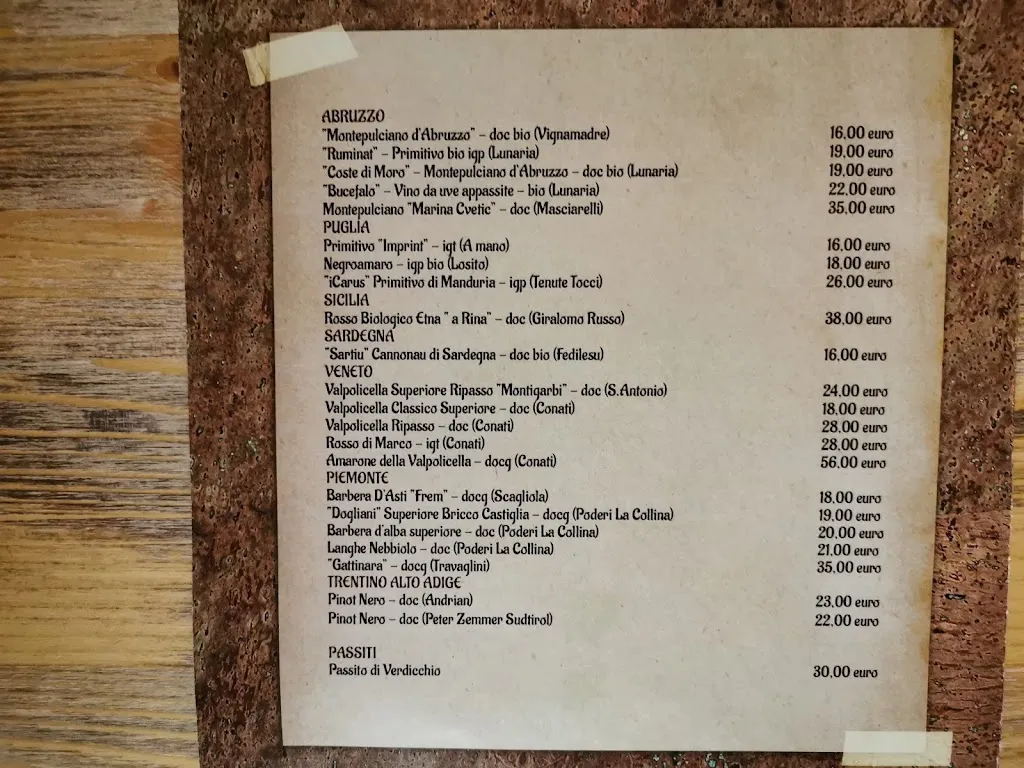 ABRUZZO
"Montepulciano d'Abruzzo" – doc bio (Vignamadre) 16,00 euro
"Ruminat" – Primitivo bio igp (Lunaria) 19,00 euro
"Coste di Moro" – Montepulciano d'Abruzzo – doc bio (Lunaria) 19,00 euro
"Bucefalo" – Vino da uve appassite – bio (Lunaria) 22,00 euro
Montepulciano "Marina Cvetic" – doc (Masciarelli) 35,00 euro
PUGLIA
Primitivo "Imprint" – igt (A mano) 16,00 euro
Negroamaro – igp bio (Losito) 18,00 euro
"iCarus" Primitivo di Manduria – igp (Tenute Tocci) 26,00 euro
SICILIA
Rosso Biologico Etna " a Rina" – doc (Giralomo Russo) 38,00 euro
SARDEGNA
"Sartiu" Cannonau di Sardegna – doc bio (Fedilesu) 16,00 euro
VENETO
Valpolicella Superiore Ripasso "Montigarbi" – doc (S.Antonio) 24,00 euro
Valpolicella Classico Superiore – doc (Conati) 18,00 euro
Valpolicella Ripasso – doc (Conati) 28,00 euro
Rosso di Marco – igt (Conati) 28,00 euro
Amarone della Valpolicella – docg (Conati) 56,00 euro
PIEMONTE
Barbera D'Asti "Frem" – docg (Scagliola) 18,00 euro
"Dogliani" Superiore Bricco Castiglia – docg (Poderi La Collina) 19,00 euro
Barbera d'alba superiore – doc (Poderi La Collina) 20,00 euro
Langhe Nebbiolo – doc (Poderi La Collina) 21,00 euro
"Gattinara" – docg (Travaglini) 35,00 euro
TRENTINO ALTO ADIGE
Pinot Nero – doc (Andrian) 23,00 euro
Pinot Nero – doc (Peter Zemmer Sudtirol) 22,00 euro
PASSITI
Passito di Verdicchio 30,00 euro